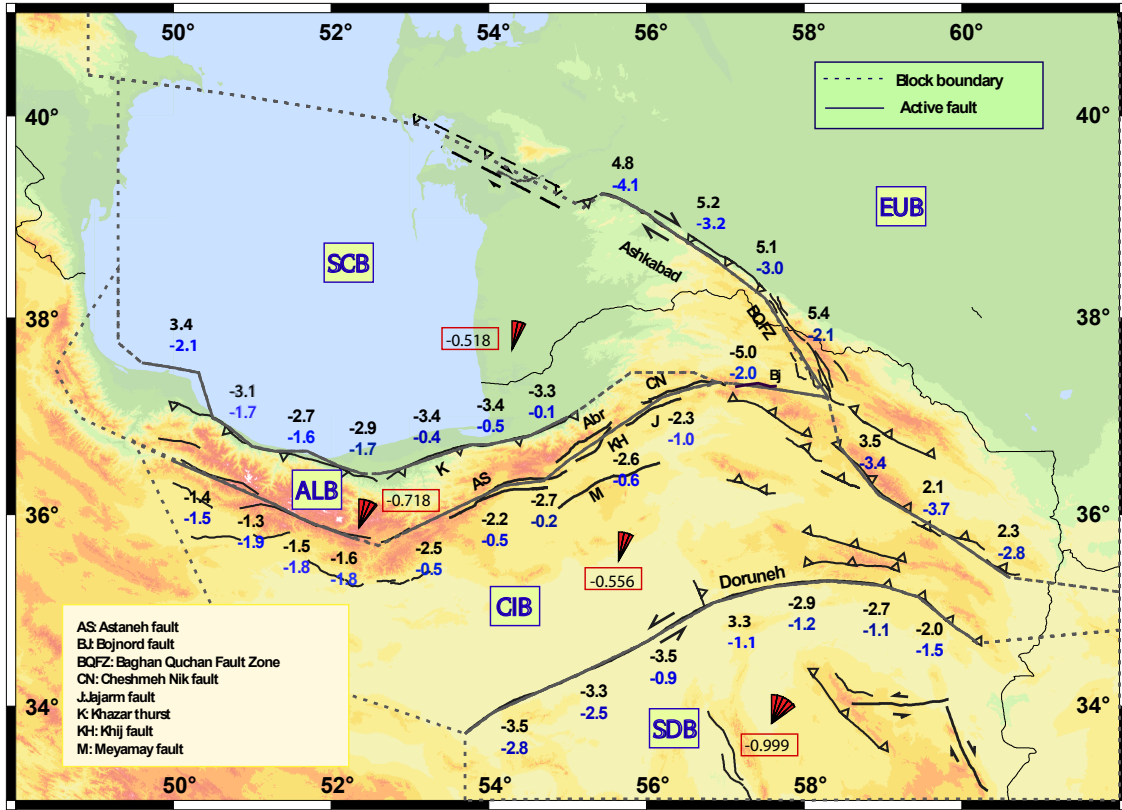 50° 52° 54° 56° 58° 60°
Block boundary
Active fault
40° 40°
4.8
-4.1
EUB
5.2
-3.2
Ashkabad
5.1
-3.0
SCB
38° 38°
BQFZ
5.4
-2.1
3.4
-2.1
-0.518
-5.0
-2.0
Bj
CN
-3.1
-1.7
-2.7
-1.6
-2.9
-1.7
-3.4
-0.4
-3.4
-0.5
-3.3
-0.1
Abr
J
-2.3
-1.0
KH
K
AS
-2.6
-0.6
M
3.5
-3.4
ALB
-0.718
36° 36°
-1.4
-1.5
-1.3
-1.9
-1.5
-1.8
-1.6
-1.8
-2.5
-0.5
-2.2
-0.5
-2.7
-0.2
2.1
-3.7
2.3
-2.8
-0.556
CIB
Doruneh
-2.9
-1.2
-2.7
-1.1
-2.0
-1.5
3.3
-1.1
-3.5
-0.9
-3.3
-2.5
-3.5
-2.8
AS: Astaneh fault
BJ: Bojnord fault
BQFZ: Baghan Quchan Fault Zone
CN: Cheshmeh Nik fault
J:Jajarm fault
K: Khazar thurst
KH: Khij fault
M: Meyamay fault
34° 34°
SDB
-0.999
50° 52° 54° 56° 58° 60°